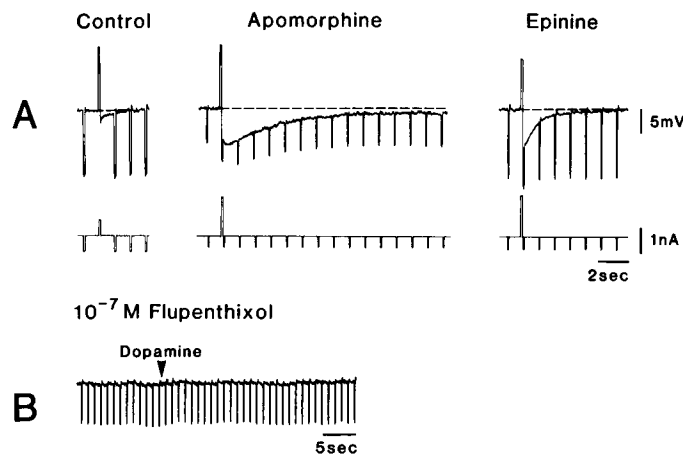 Control Apomorphine Epinine
A
5mV
1nA
2sec
10⁻⁷ M Flupenthixol
Dopamine
B
5sec